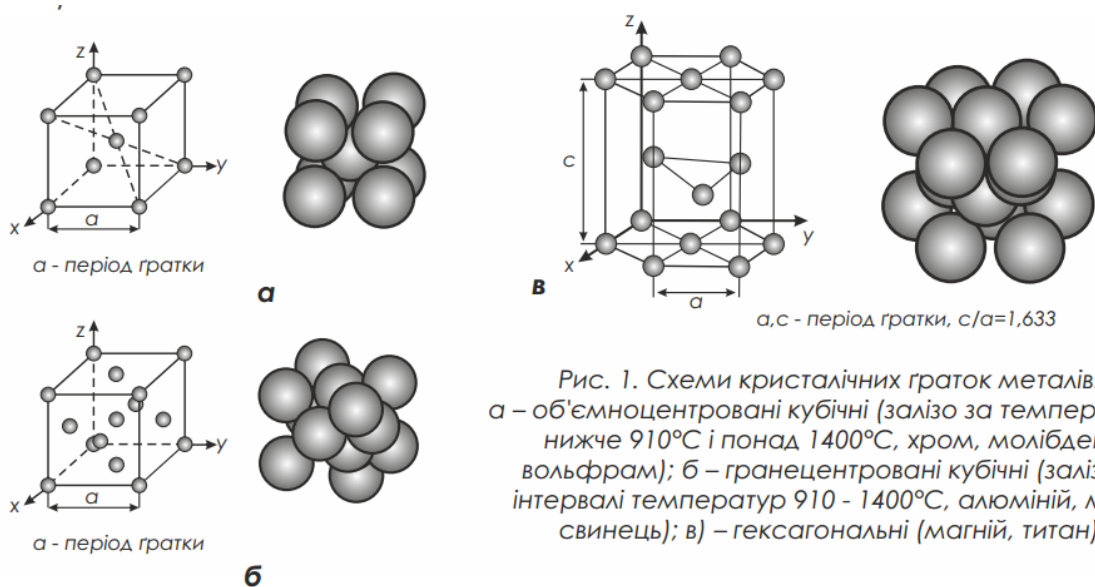 z
y
x
a
a - період ґратки
а
z
y
x
a
a - період ґратки
б
z
c
y
x
a
в
a,c - період ґратки, c/a=1,633
Рис. 1. Схеми кристалічних ґраток металів
а – об'ємноцентровані кубічні (залізо за темпер
нижче 910°С і понад 1400°С, хром, молібде
вольфрам); б – гранецентровані кубічні (заліз
інтервалі температур 910 - 1400°С, алюміній, м
свинець); в) – гексагональні (магній, титан)